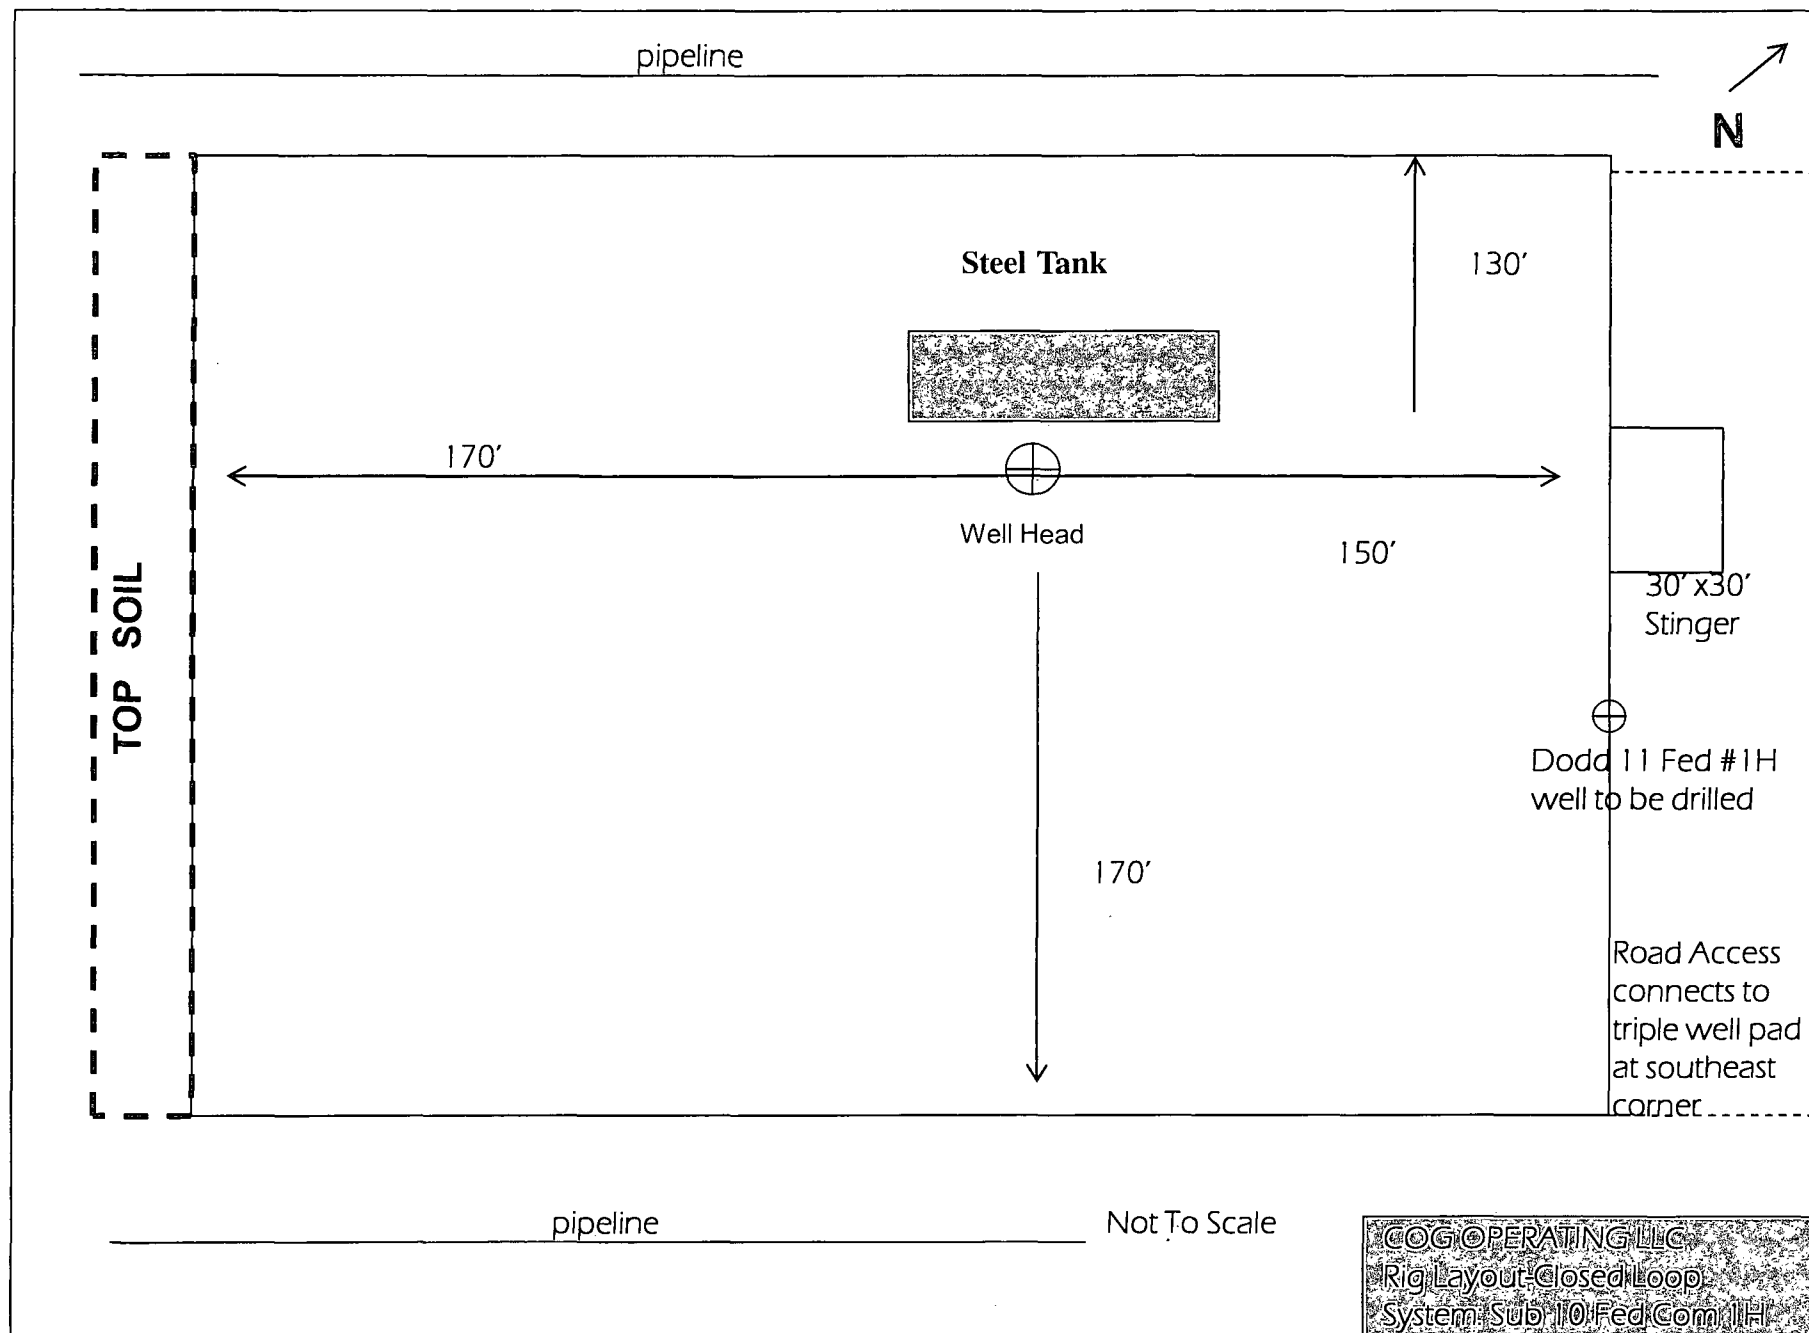 pipeline
N
Steel Tank
130′
170′
Well Head
150′
30′ x30′
Stinger
TOP SOIL
Dodd 11 Fed #1H
well to be drilled
170′
Road Access
connects to
triple well pad
at southeast
corner
pipeline
Not To Scale
COG OPERATING LLC
Rig Layout-Closed Loop
System: Sub 10 Fed Com 1H